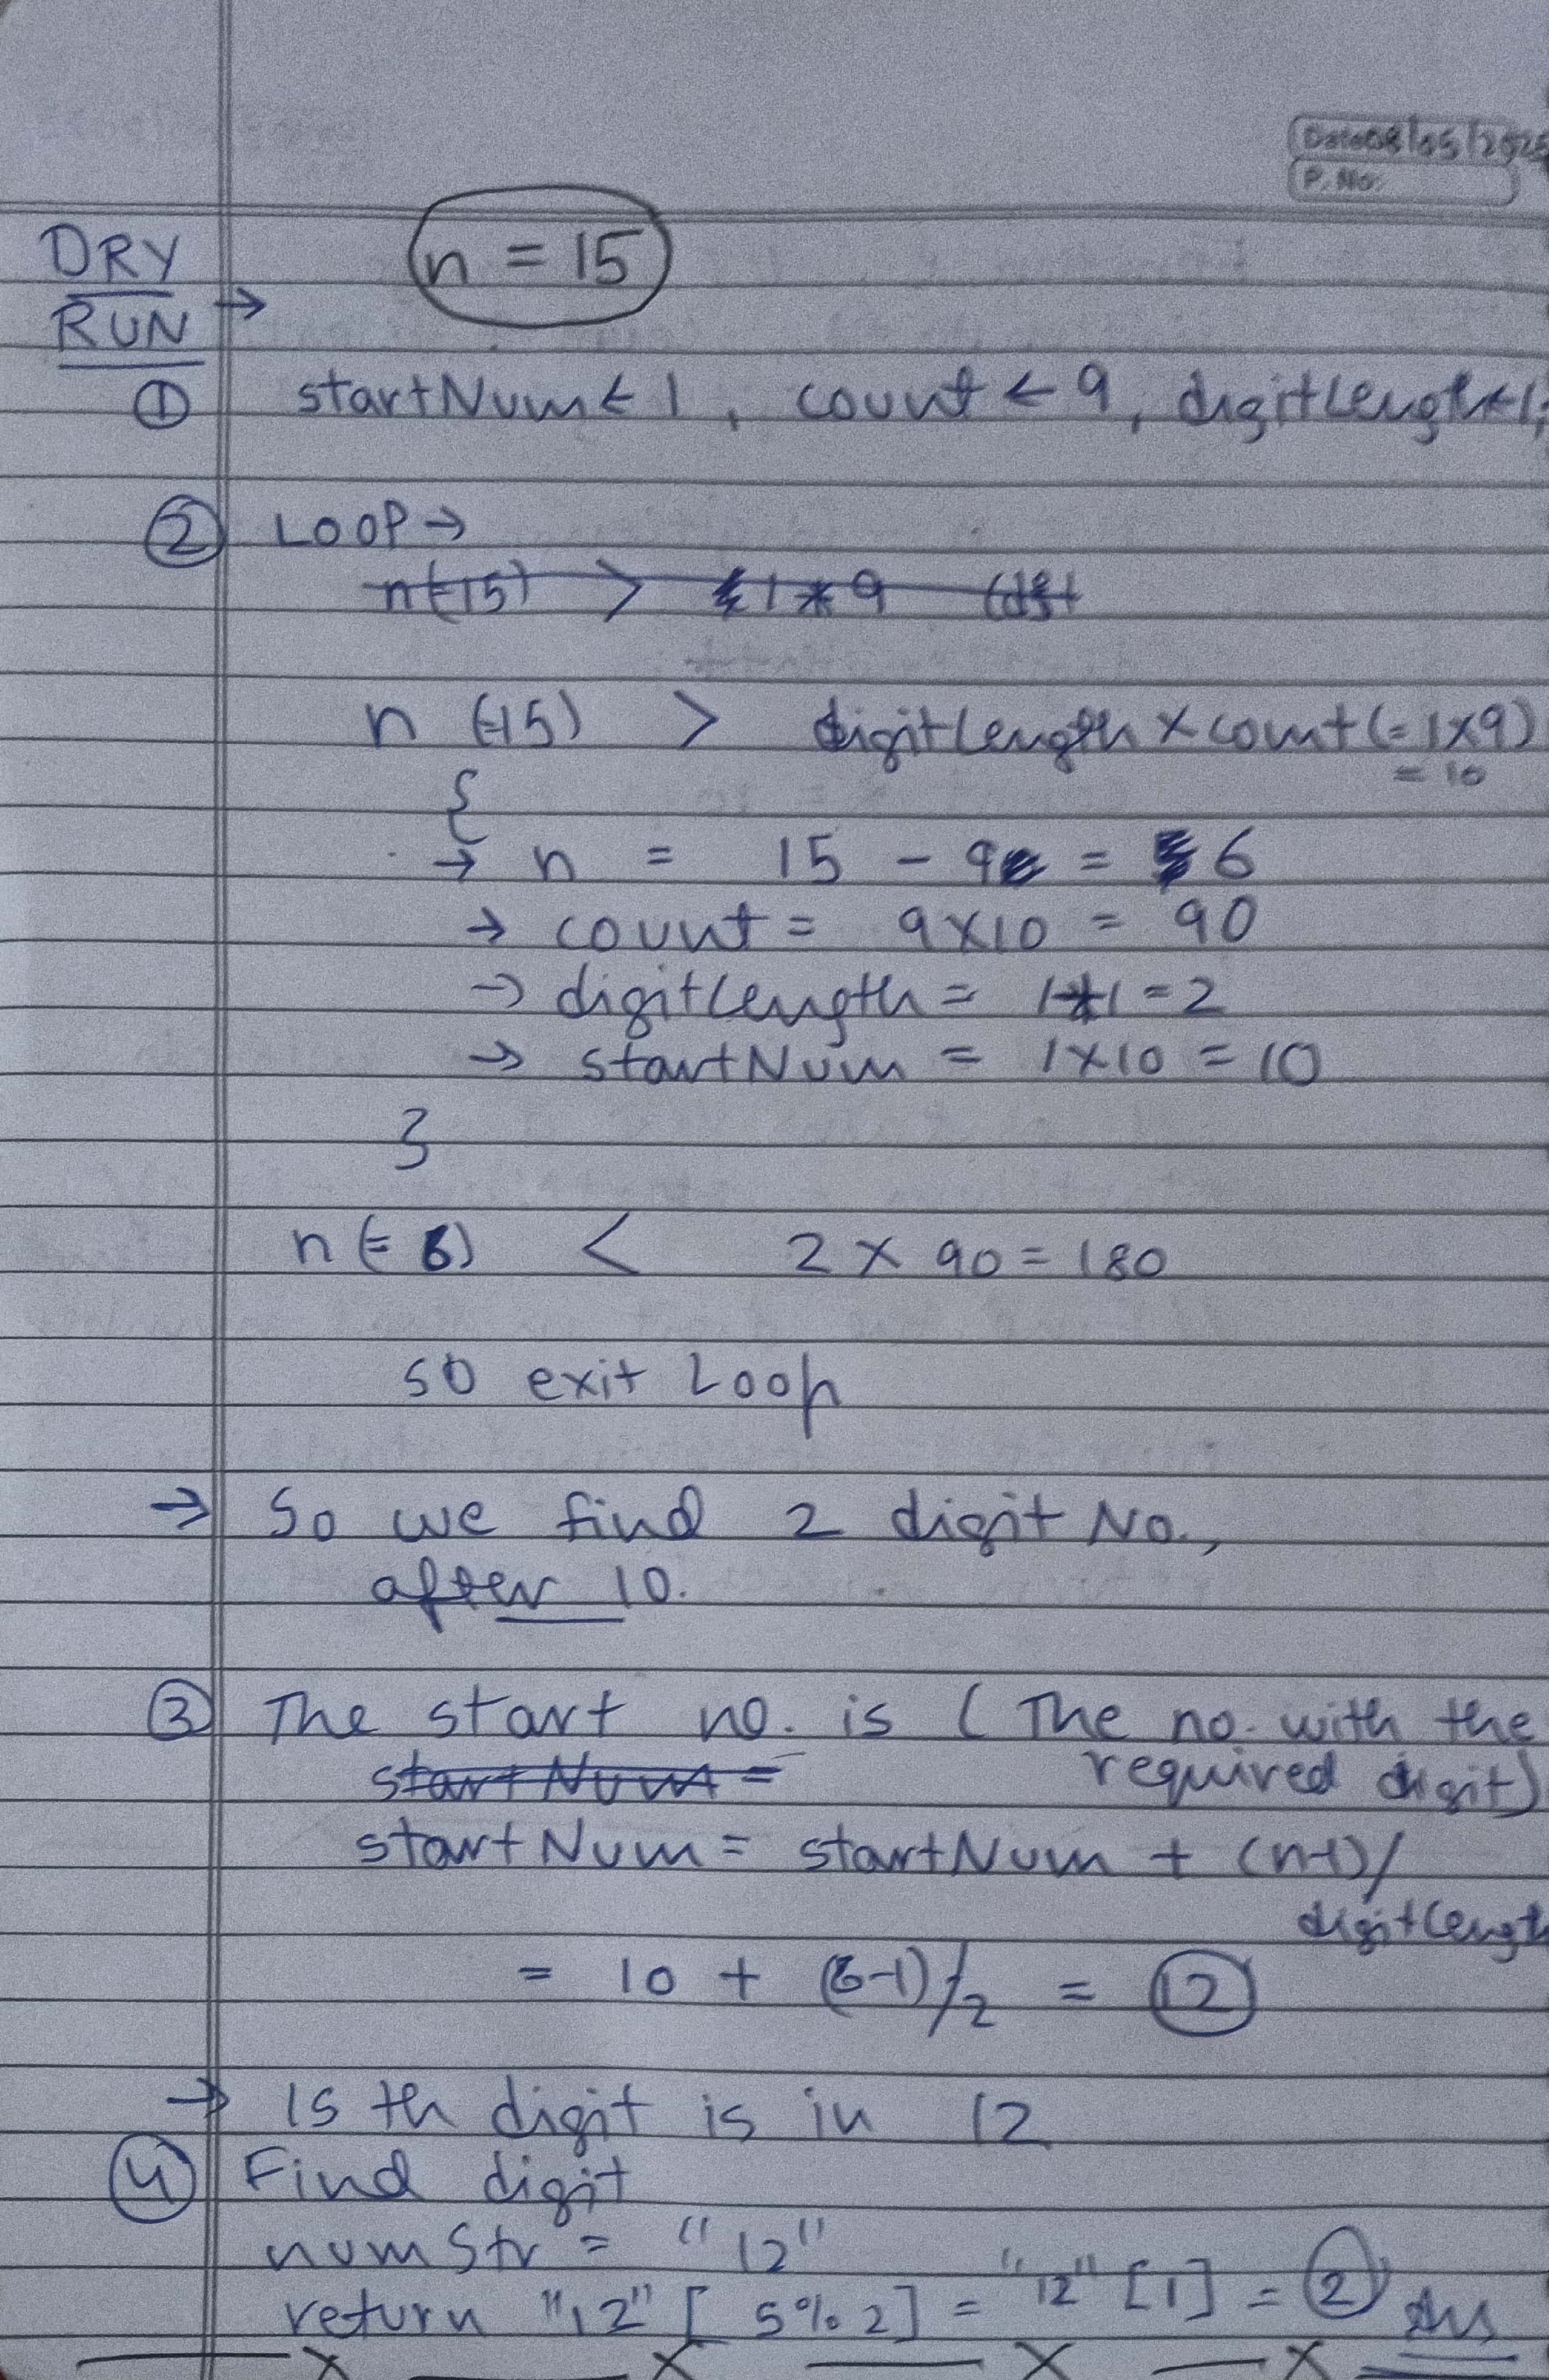 Date 08/05/2025
P. No.
DRY n = 15
RUN →
① startNum ← 1, count ← 9, digitLength ← 1;
② LOOP →
n(=15) > 1*9
n (=15) > digitLength × count (= 1×9)
= 10
{
→ n = 15 - 9 = 6
→ count = 9×10 = 90
→ digitLength = 1+1 = 2
→ startNum = 1×10 = 10
}
n(= 6) < 2 × 90 = 180
so exit Loop
→ So we find 2 digit No.,
after 10.
③ The start no. is ( The no. with the
startNum = required digit)
startNum = startNum + (n-1)/
digitLength
= 10 + (6-1)/2 = 12
→ 15 th digit is in 12
④ Find digit
numStr = "12"
return "12" [ 5%2] = "12" [1] = 2 Ans